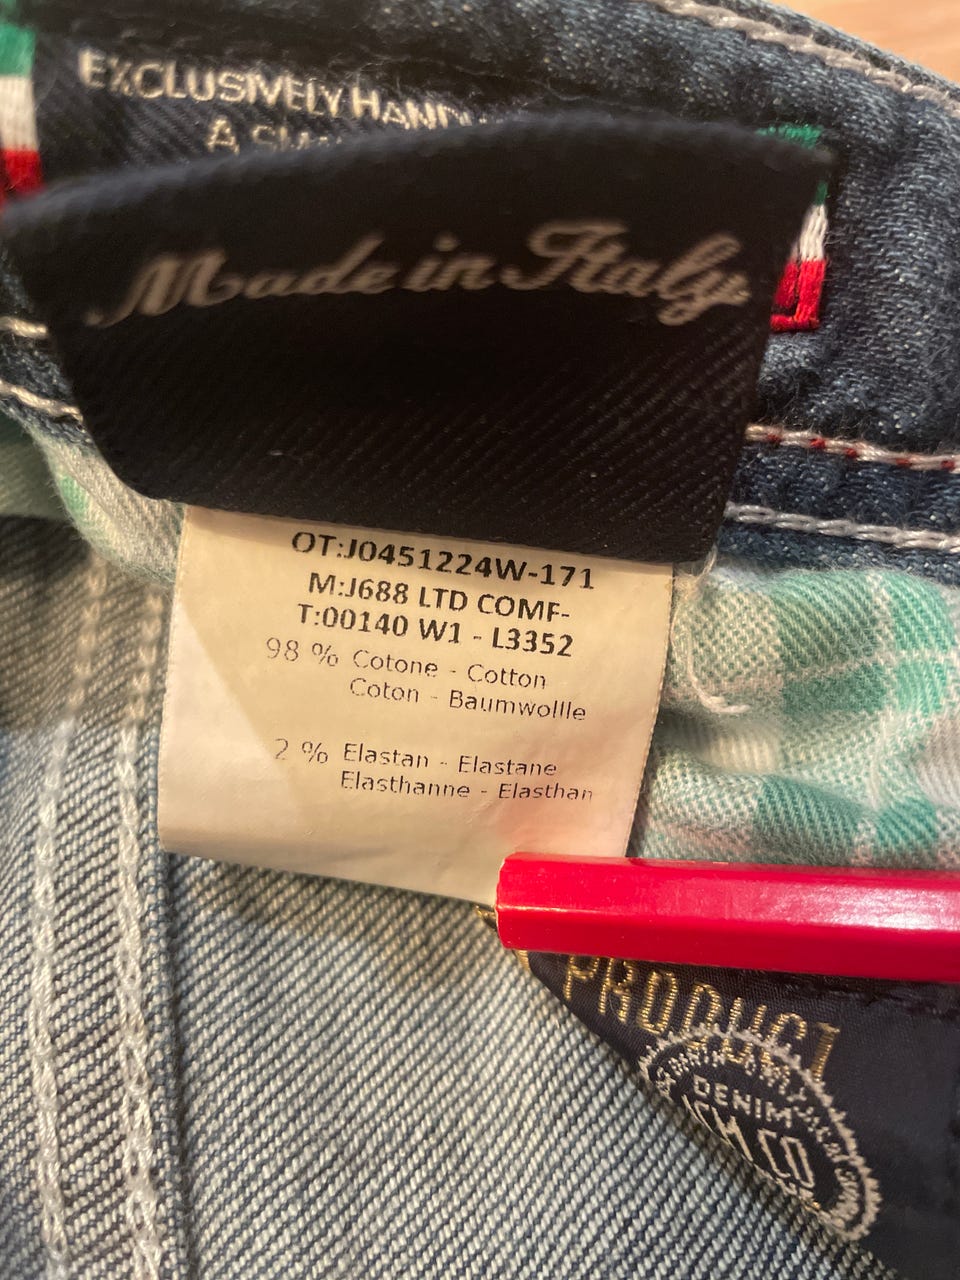 EXCLUSIVELY HAND
A
Made in Italy
OT:J0451224W-171
M:J688 LTD COMF-
T:00140 W1 - L3352
98 % Cotone - Cotton
Coton - Baumwollle
2 % Elastan - Elastane
Elasthanne - Elasthan
PRODUCT
DENIM